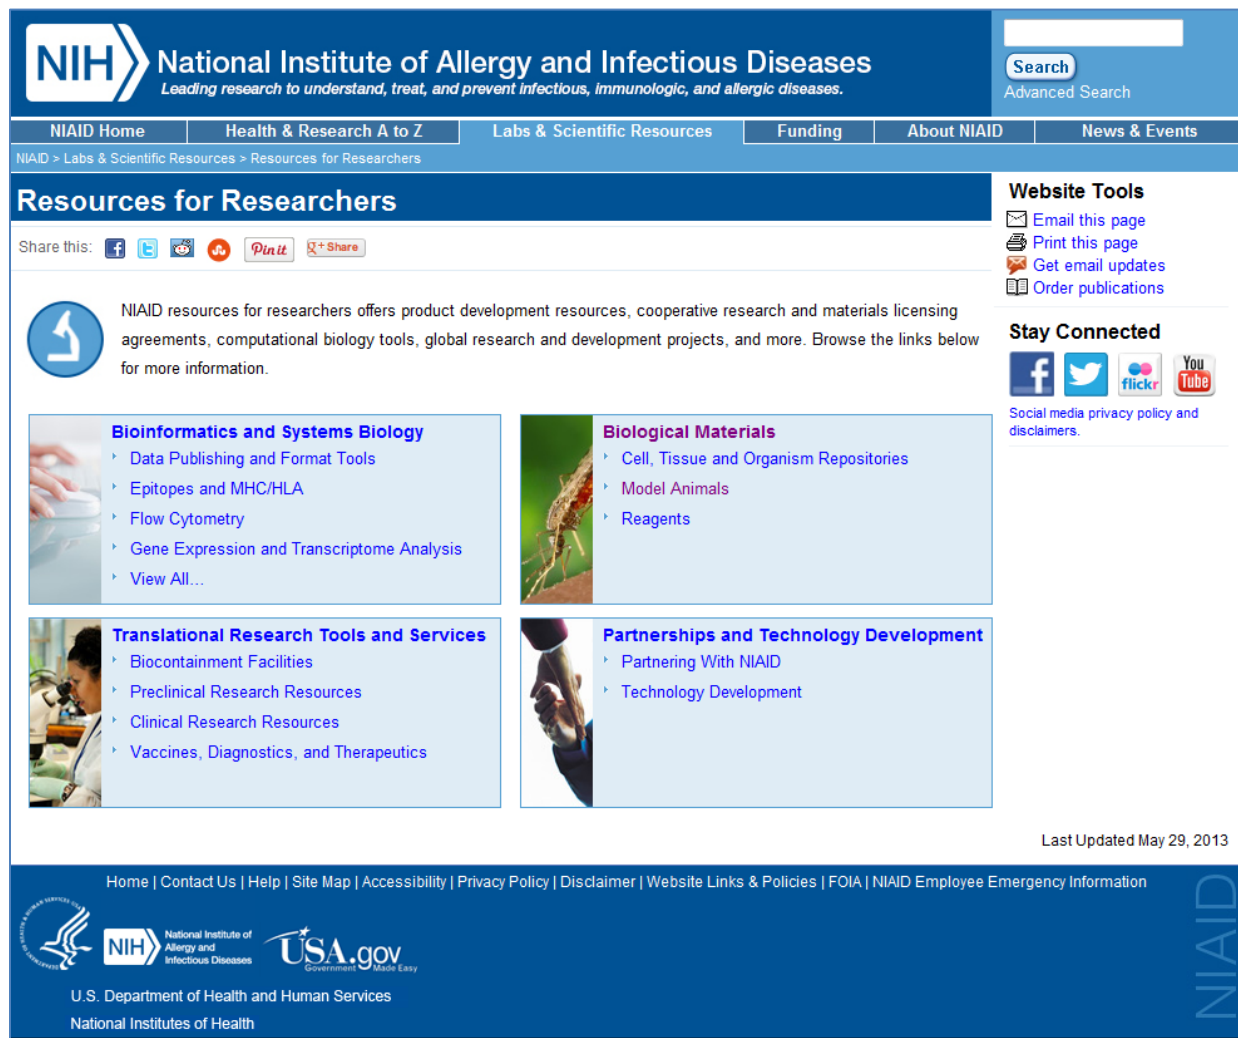 NIH
National Institute of Allergy and Infectious Diseases
Leading research to understand, treat, and prevent infectious, immunologic, and allergic diseases.
Search
Advanced Search
NIAID Home
Health & Research A to Z
Labs & Scientific Resources
Funding
About NIAID
News & Events
NIAID > Labs & Scientific Resources > Resources for Researchers
Resources for Researchers
Share this:
Pin it
g+ Share
NIAID resources for researchers offers product development resources, cooperative research and materials licensing
agreements, computational biology tools, global research and development projects, and more. Browse the links below
for more information.
Bioinformatics and Systems Biology
Data Publishing and Format Tools
Epitopes and MHC/HLA
Flow Cytometry
Gene Expression and Transcriptome Analysis
View All...
Biological Materials
Cell, Tissue and Organism Repositories
Model Animals
Reagents
Translational Research Tools and Services
Biocontainment Facilities
Preclinical Research Resources
Clinical Research Resources
Vaccines, Diagnostics, and Therapeutics
Partnerships and Technology Development
Partnering With NIAID
Technology Development
Website Tools
Email this page
Print this page
Get email updates
Order publications
Stay Connected
flickr
You
Tube
Social media privacy policy and
disclaimers.
Last Updated May 29, 2013
Home | Contact Us | Help | Site Map | Accessibility | Privacy Policy | Disclaimer | Website Links & Policies | FOIA | NIAID Employee Emergency Information
NIH
National Institute of
Allergy and
Infectious Diseases
USA.gov
Government Made Easy
U.S. Department of Health and Human Services
National Institutes of Health
NIAID